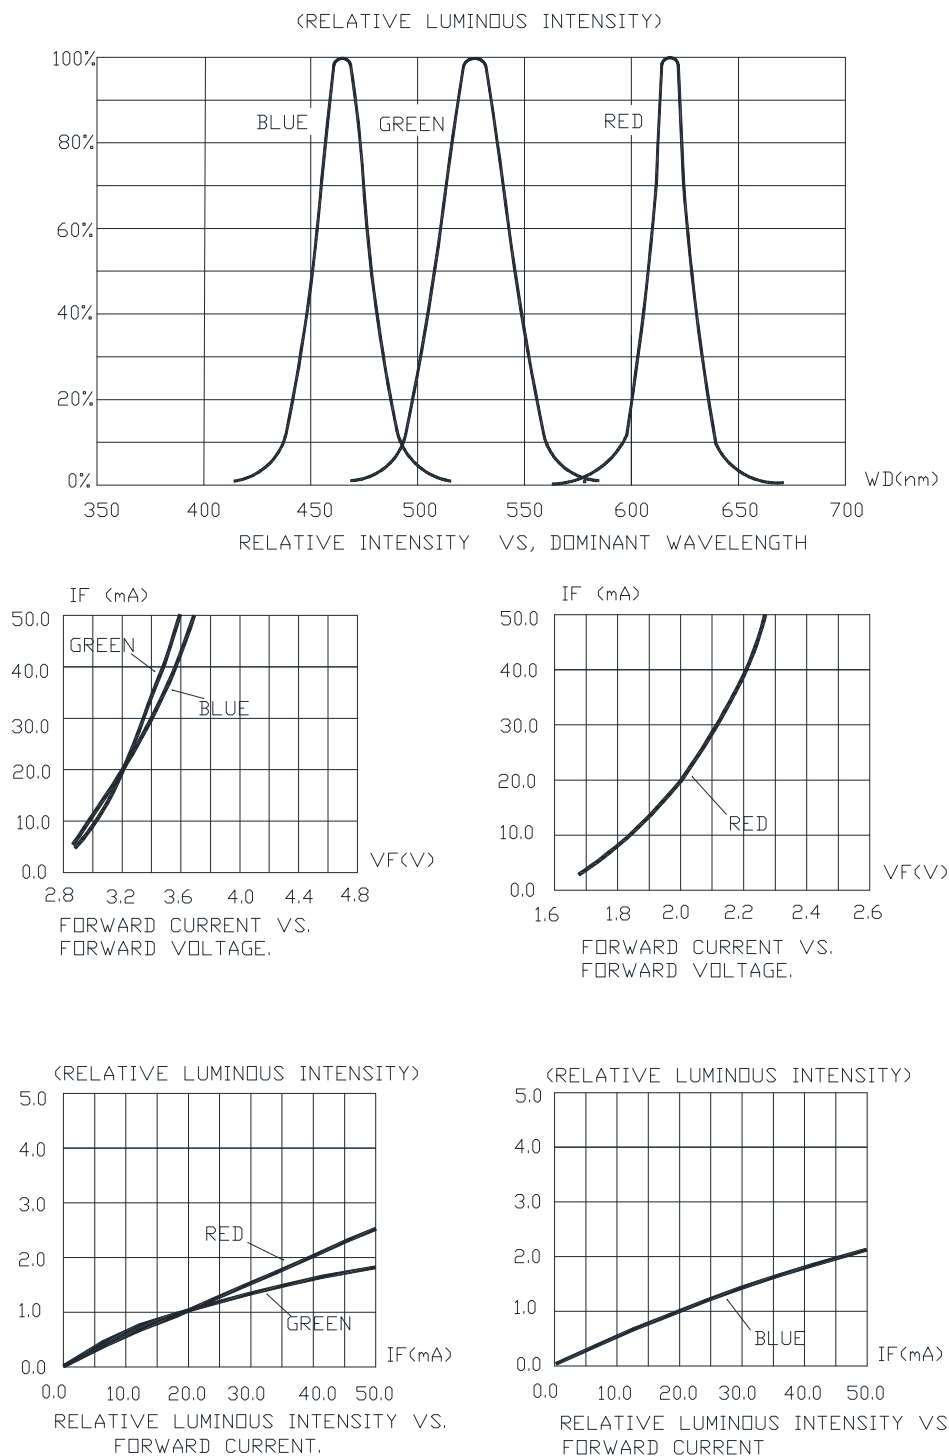 (RELATIVE LUMINOUS INTENSITY)
100%
BLUE
GREEN
RED
80%
60%
40%
20%
0%
WD(nm)
350 400 450 500 550 600 650 700
RELATIVE INTENSITY VS, DOMINANT WAVELENGTH
IF (mA)
50.0
GREEN
40.0
BLUE
30.0
20.0
10.0
VF(V)
0.0
2.8 3.2 3.6 4.0 4.4 4.8
FORWARD CURRENT VS.
FORWARD VOLTAGE.
IF (mA)
50.0
40.0
30.0
20.0
RED
10.0
VF(V)
0.0
1.6 1.8 2.0 2.2 2.4 2.6
FORWARD CURRENT VS.
FORWARD VOLTAGE.
(RELATIVE LUMINOUS INTENSITY)
5.0
4.0
3.0
RED
2.0
1.0
GREEN
IF(mA)
0.0
0.0 10.0 20.0 30.0 40.0 50.0
RELATIVE LUMINOUS INTENSITY VS.
FORWARD CURRENT.
(RELATIVE LUMINOUS INTENSITY)
5.0
4.0
3.0
2.0
1.0
BLUE
IF(mA)
0.0
0.0 10.0 20.0 30.0 40.0 50.0
RELATIVE LUMINOUS INTENSITY VS
FORWARD CURRENT